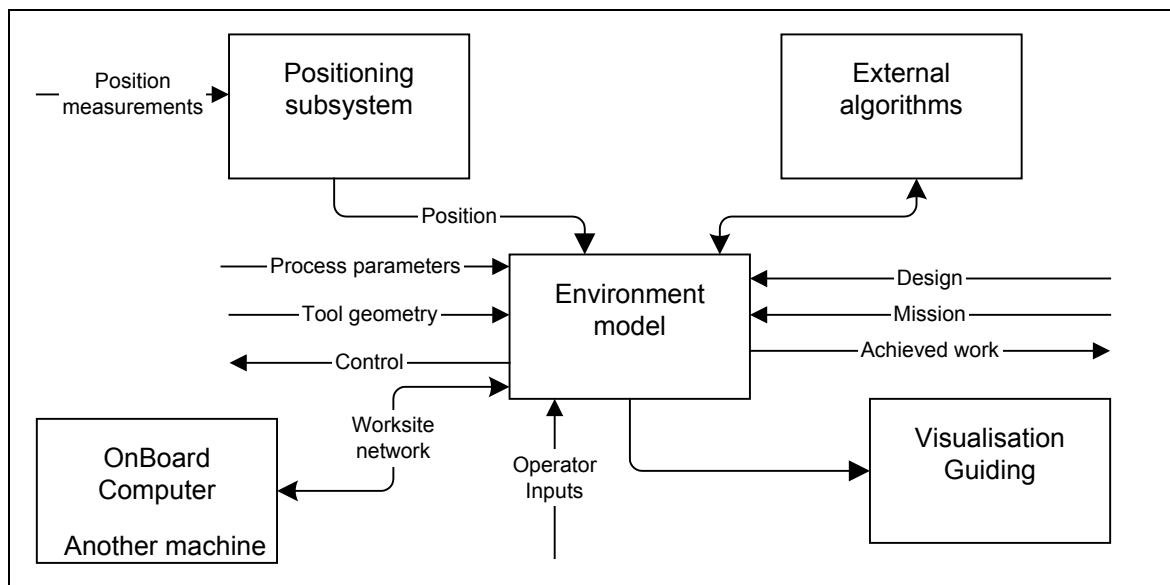 Positioning
subsystem
External
algorithms
Position
measurements
Position
Process parameters
Tool geometry
Control
Environment
model
Design
Mission
Achieved work
Worksite
network
OnBoard
Computer
Another machine
Operator
Inputs
Visualisation
Guiding